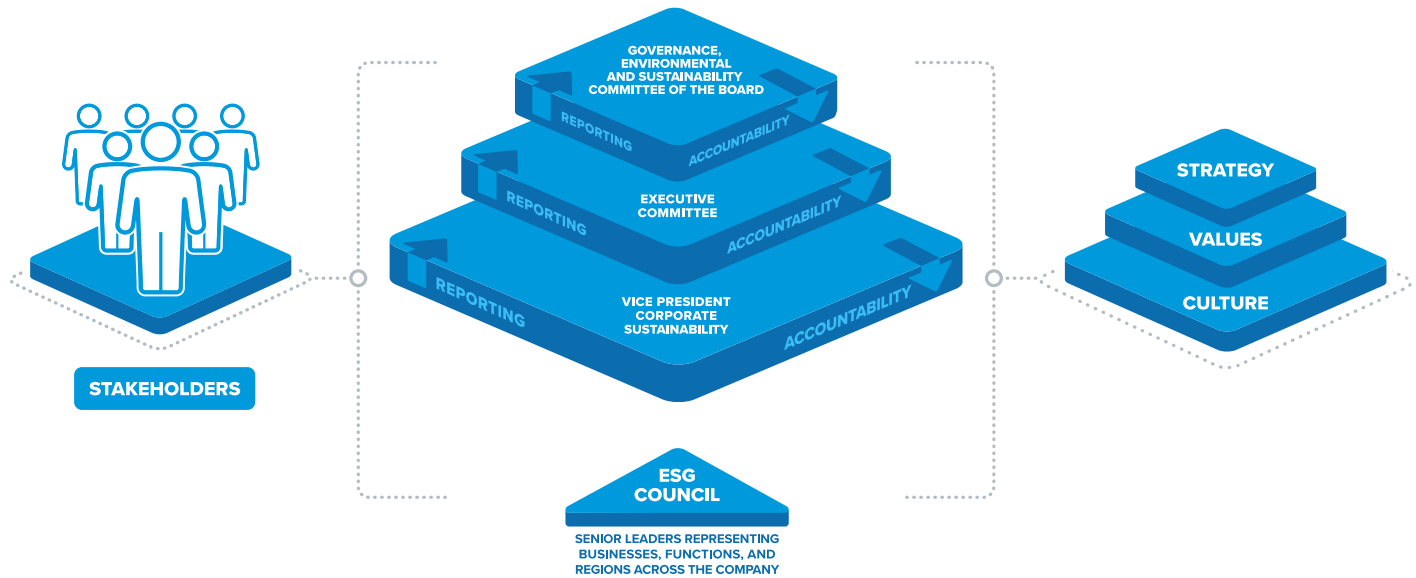 GOVERNANCE,
ENVIRONMENTAL
AND SUSTAINABILITY
COMMITTEE OF THE BOARD
REPORTING
ACCOUNTABILITY
EXECUTIVE
COMMITTEE
REPORTING
ACCOUNTABILITY
VICE PRESIDENT
CORPORATE
SUSTAINABILITY
REPORTING
ACCOUNTABILITY
STAKEHOLDERS
STRATEGY
VALUES
CULTURE
ESG
COUNCIL
SENIOR LEADERS REPRESENTING
BUSINESSES, FUNCTIONS, AND
REGIONS ACROSS THE COMPANY